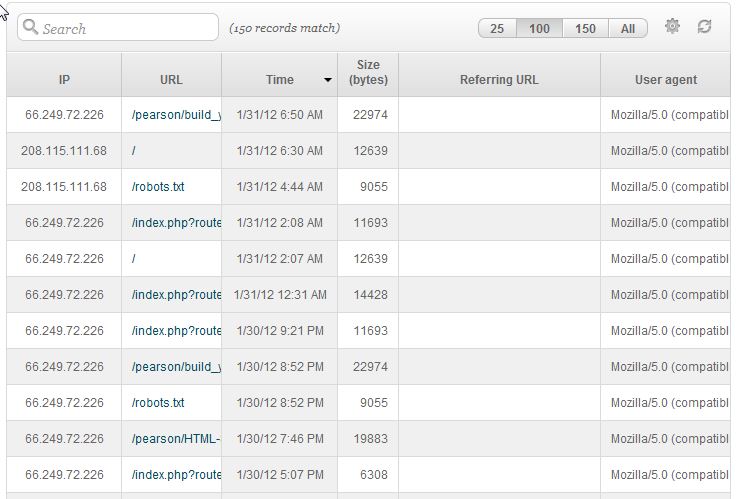 Search (150 records match) 25 100 150 All
IP URL Time Size (bytes) Referring URL User agent
66.249.72.226 /pearson/build_y 1/31/12 6:50 AM 22974 Mozilla/5.0 (compatibl
208.115.111.68 / 1/31/12 6:30 AM 12639 Mozilla/5.0 (compatibl
208.115.111.68 /robots.txt 1/31/12 4:44 AM 9055 Mozilla/5.0 (compatibl
66.249.72.226 /index.php?route 1/31/12 2:08 AM 11693 Mozilla/5.0 (compatibl
66.249.72.226 / 1/31/12 2:07 AM 12639 Mozilla/5.0 (compatibl
66.249.72.226 /index.php?route 1/31/12 12:31 AM 14428 Mozilla/5.0 (compatibl
66.249.72.226 /index.php?route 1/30/12 9:21 PM 11693 Mozilla/5.0 (compatibl
66.249.72.226 /pearson/build_y 1/30/12 8:52 PM 22974 Mozilla/5.0 (compatibl
66.249.72.226 /robots.txt 1/30/12 8:52 PM 9055 Mozilla/5.0 (compatibl
66.249.72.226 /pearson/HTML- 1/30/12 7:46 PM 19883 Mozilla/5.0 (compatibl
66.249.72.226 /index.php?route 1/30/12 5:07 PM 6308 Mozilla/5.0 (compatibl